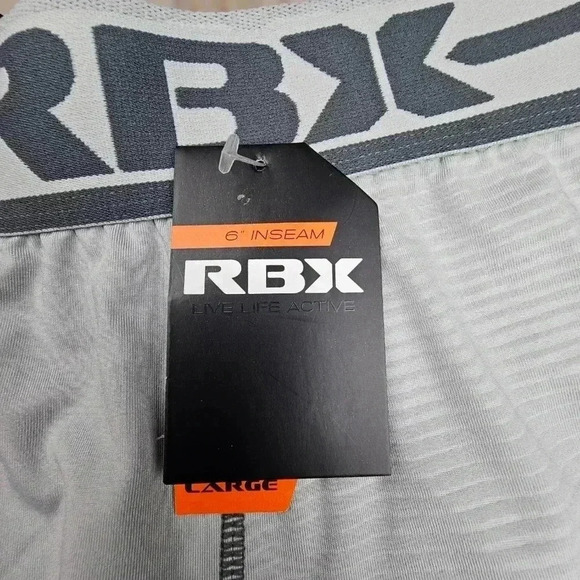 RBX
6" INSEAM
RBX
LIVE LIFE ACTIVE
LARGE